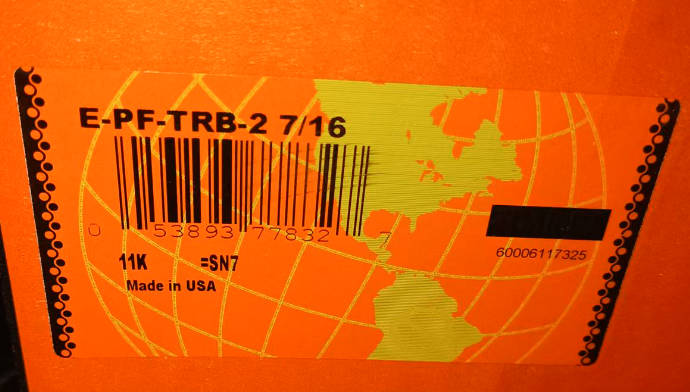 E-PF-TRB-2 7/16
0 53893 77832 7
60006117325
11K =SN7
Made in USA